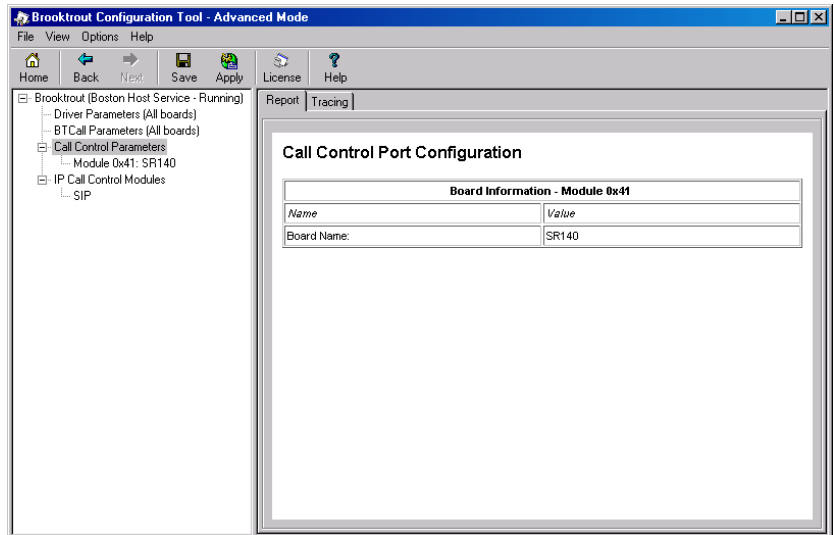 Brooktrout Configuration Tool - Advanced Mode
File View Options Help
Home Back Next Save Apply License Help
Brooktrout (Boston Host Service - Running)
Driver Parameters (All boards)
BTCall Parameters (All boards)
Call Control Parameters
Module 0x41: SR140
IP Call Control Modules
SIP
Report Tracing
Call Control Port Configuration
Board Information - Module 0x41
Name Value
Board Name: SR140